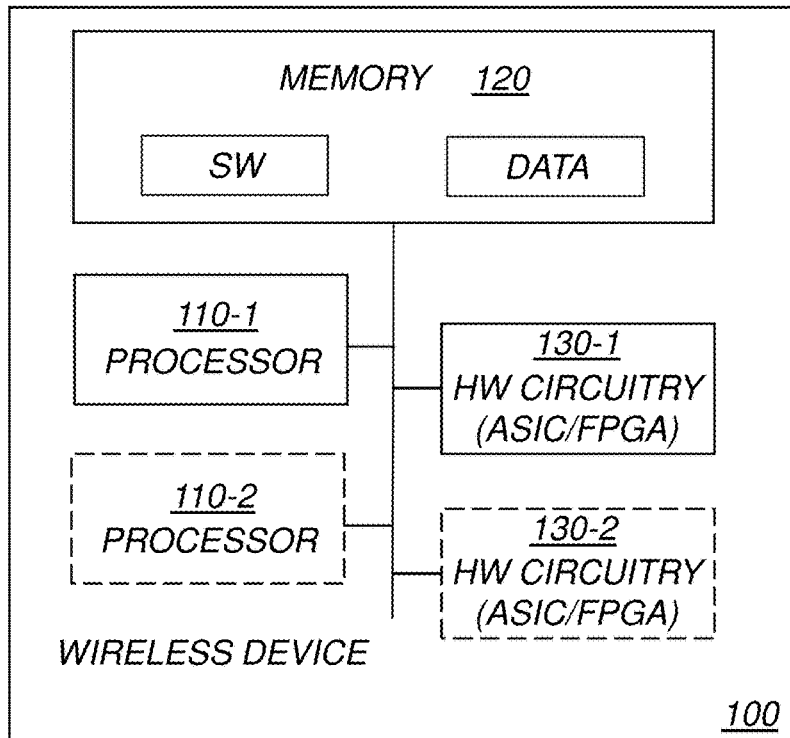 MEMORY 120
SW
DATA
110-1
PROCESSOR
130-1
HW CIRCUITRY
(ASIC/FPGA)
110-2
PROCESSOR
130-2
HW CIRCUITRY
(ASIC/FPGA)
WIRELESS DEVICE
100